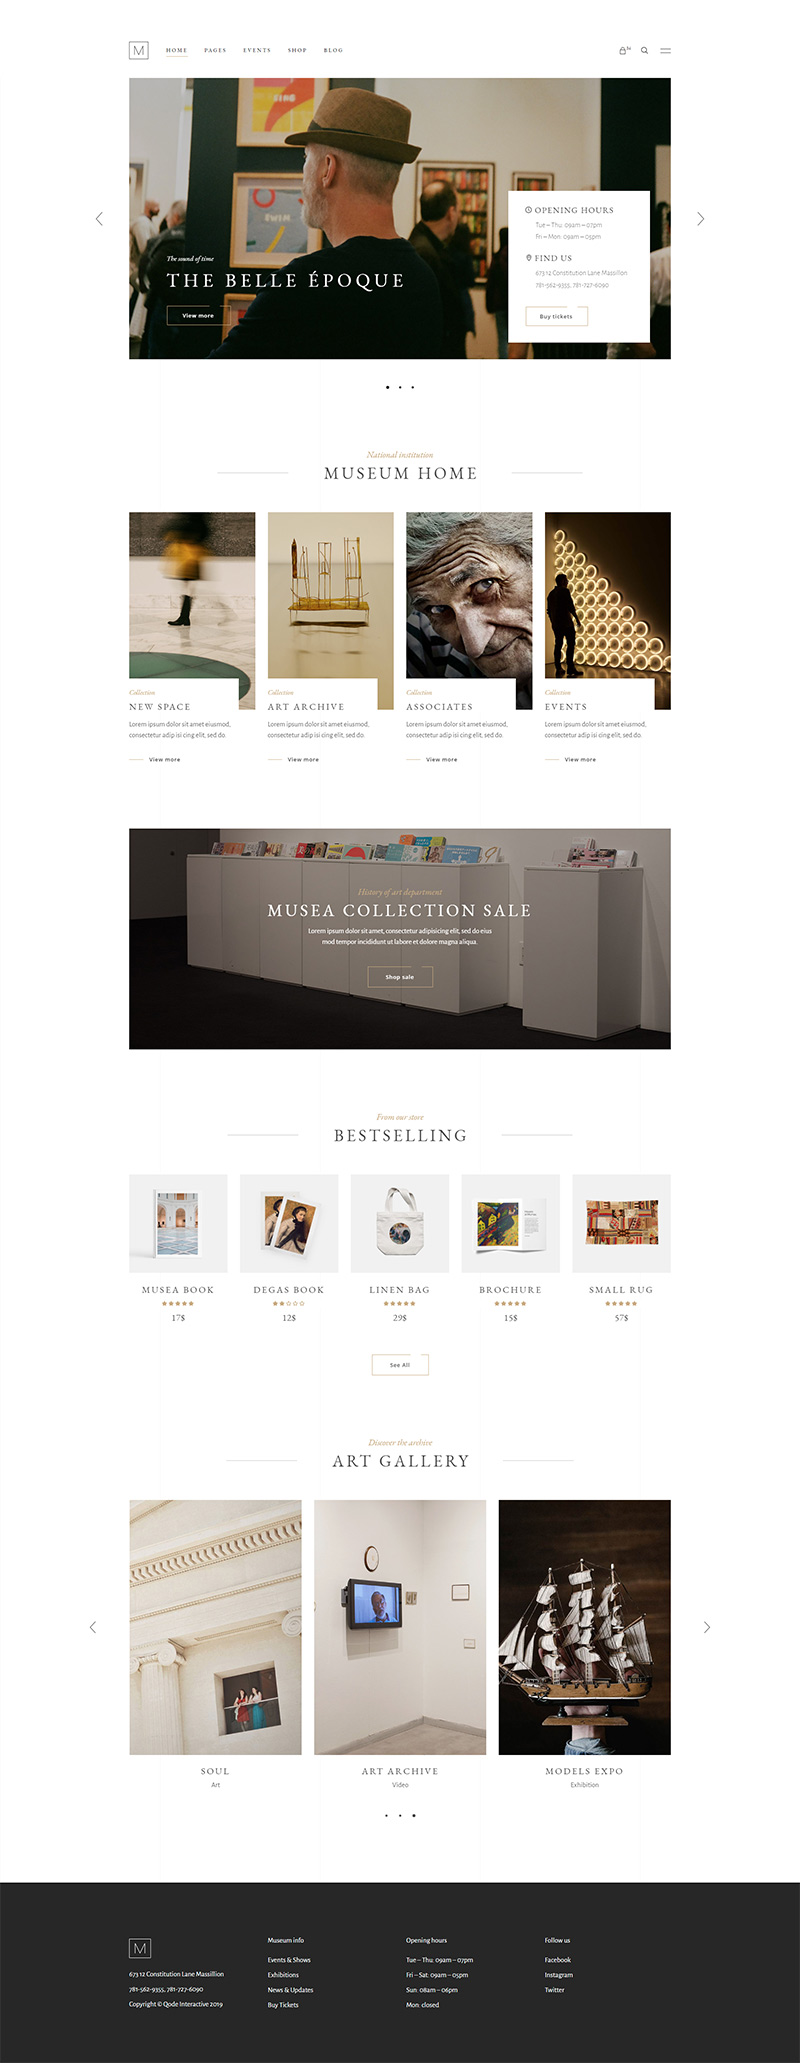 M
HOME
PAGES
EVENTS
SHOP
BLOG
The sound of time
THE BELLE ÉPOQUE
View more
OPENING HOURS
Tue – Thu: 09am – 07pm
Fri – Mon: 09am – 05pm
FIND US
673 12 Constitution Lane Massillon
781-562-9355, 781-727-6090
Buy tickets
National institution
MUSEUM HOME
Collection
NEW SPACE
Lorem ipsum dolor sit amet eiusmod,
consectetur adip isi cing elit, sed do.
View more
Collection
ART ARCHIVE
Lorem ipsum dolor sit amet eiusmod,
consectetur adip isi cing elit, sed do.
View more
Collection
ASSOCIATES
Lorem ipsum dolor sit amet eiusmod,
consectetur adip isi cing elit, sed do.
View more
Collection
EVENTS
Lorem ipsum dolor sit amet eiusmod,
consectetur adip isi cing elit, sed do.
View more
History of art department
MUSEA COLLECTION SALE
Lorem ipsum dolor sit amet, consectetur adipisicing elit, sed do eius
mod tempor incididunt ut labore et dolore magna aliqua.
Shop sale
From our store
BESTSELLING
MUSEA BOOK
17$
DEGAS BOOK
12$
LINEN BAG
29$
BROCHURE
15$
SMALL RUG
57$
See All
Discover the archive
ART GALLERY
SOUL
Art
ART ARCHIVE
Video
MODELS EXPO
Exhibition
M
673 12 Constitution Lane Massillion
781-562-9355, 781-727-6090
Copyright © Qode Interactive 2019
Museum info
Events & Shows
Exhibitions
News & Updates
Buy Tickets
Opening hours
Tue – Thu: 09am – 07pm
Fri – Sat: 09am – 05pm
Sun: 08am – 06pm
Mon: closed
Follow us
Facebook
Instagram
Twitter